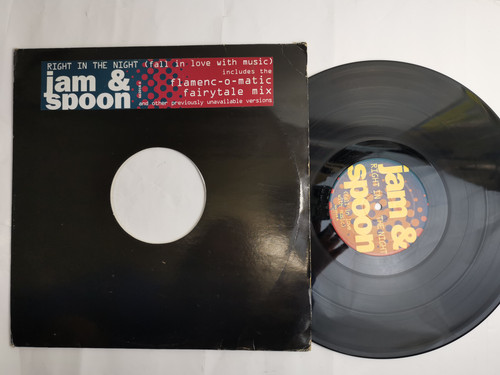 RIGHT IN THE NIGHT (fall in love with music)
jam &
spoon
includes the
flamenc-o-matic
fairytale mix
and other previously unavailable versions
jam &
spoon
RIGHT IN THE NIGHT